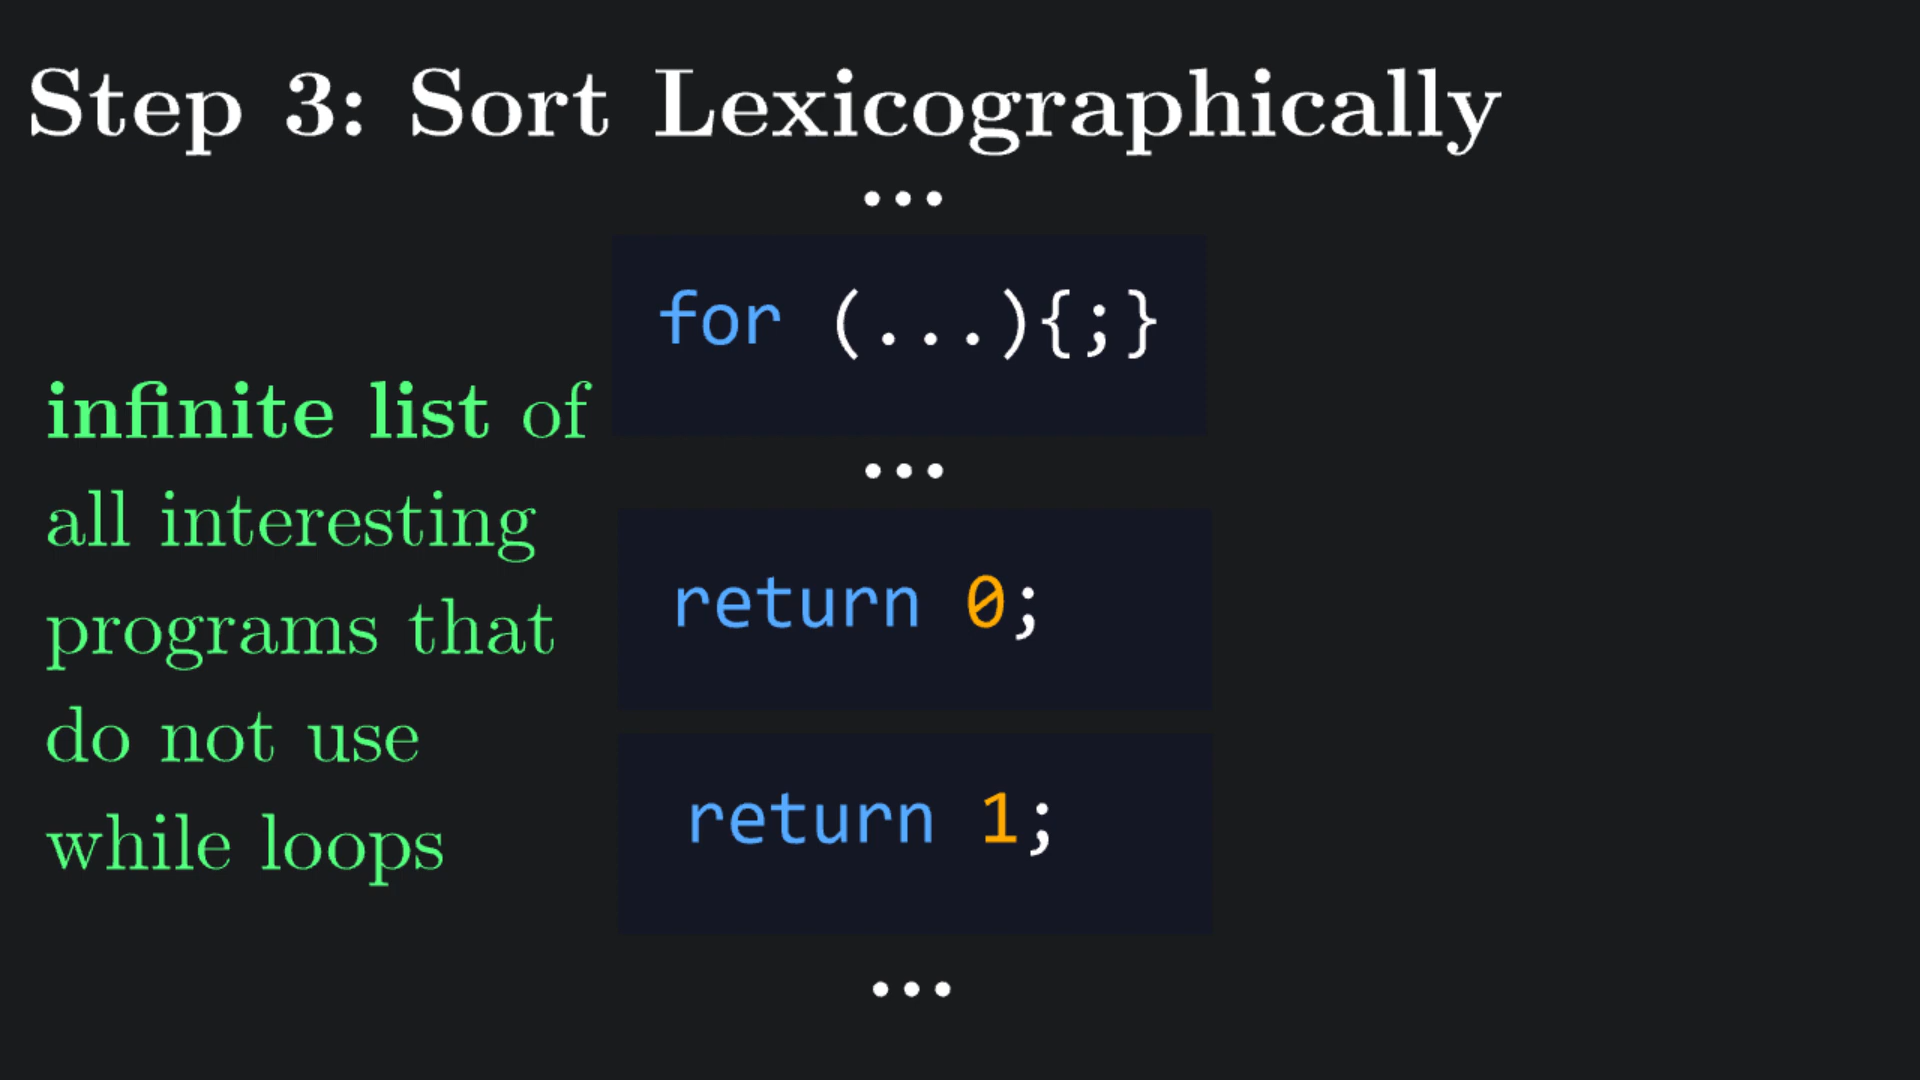 Step 3: Sort Lexicographically
...
for (...){;}
infinite list of
all interesting
programs that
do not use
while loops
...
return 0;
return 1;
...